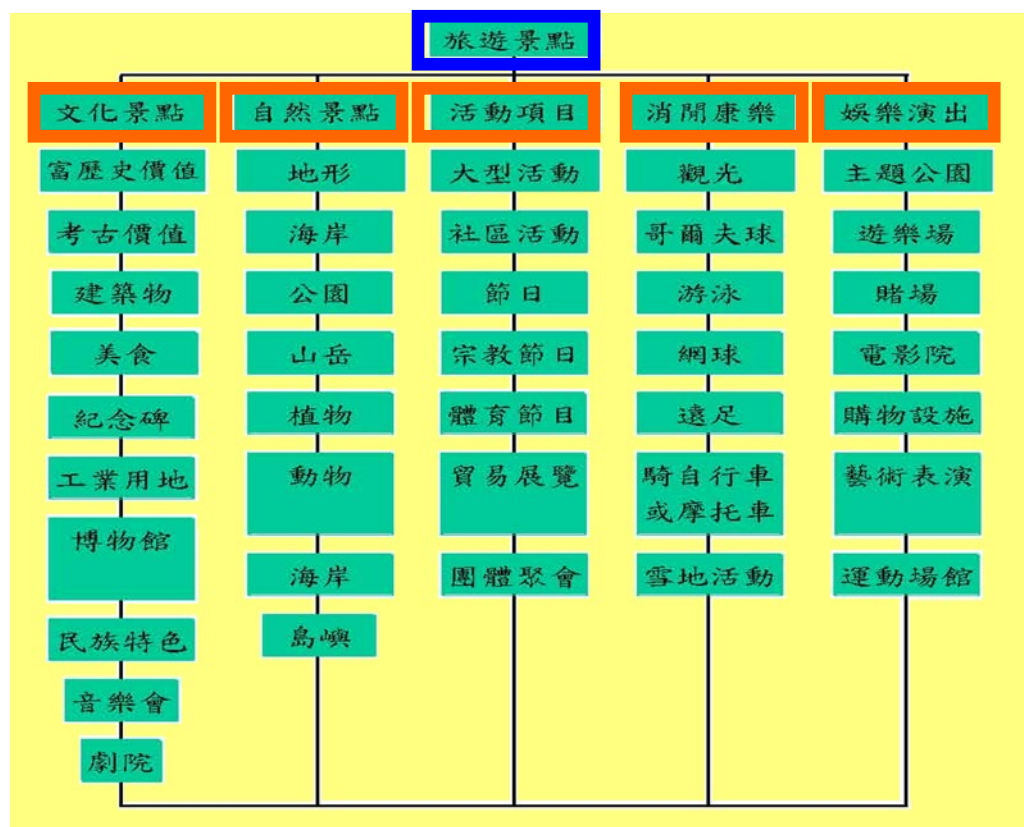 旅遊景點
文化景點
富歷史價值
考古價值
建築物
美食
紀念碑
工業用地
博物館
民族特色
音樂會
劇院
自然景點
地形
海岸
公園
山岳
植物
動物
海岸
島嶼
活動項目
大型活動
社區活動
節日
宗教節日
體育節目
貿易展覽
團體聚會
消閒康樂
觀光
哥爾夫球
游泳
網球
遠足
騎自行車
或摩托車
雪地活動
娛樂演出
主題公園
遊樂場
賭場
電影院
購物設施
藝術表演
運動場館